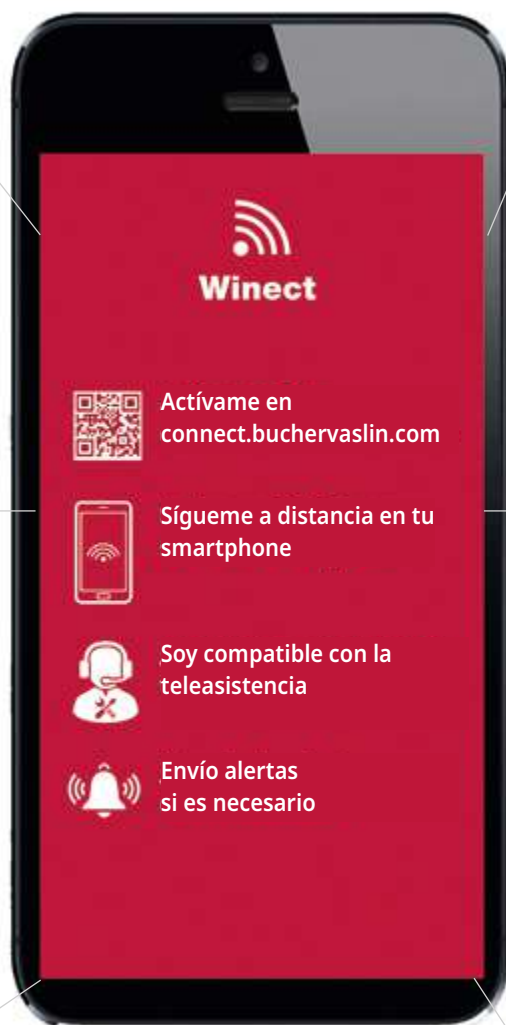 Winect
Actívame en
connect.buchervaslin.com
Sígueme a distancia en tu
smartphone
Soy compatible con la
teleasistencia
Envío alertas
si es necesario